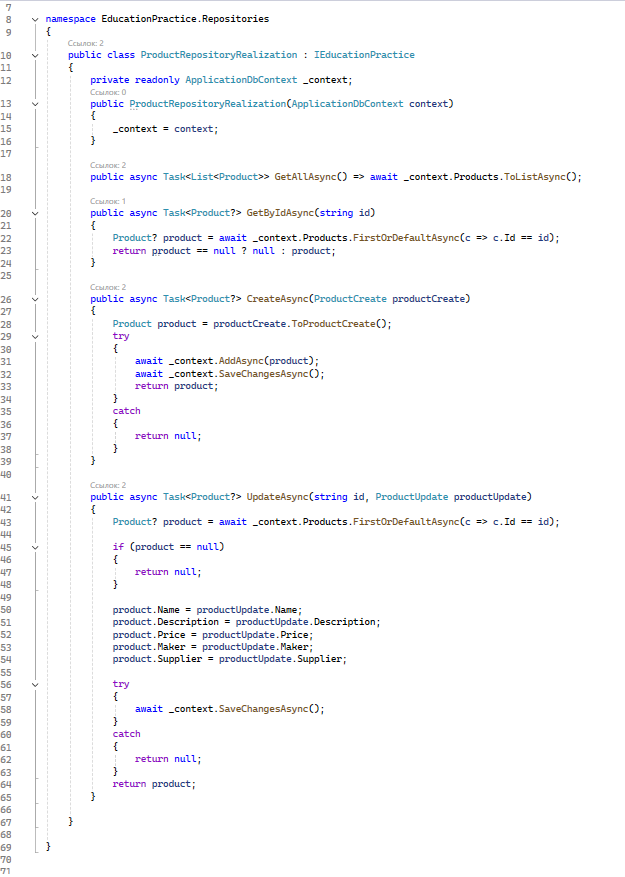 7
8 namespace EducationPractice.Repositories
9 {
Ссылок: 2
10 public class ProductRepositoryRealization : IEducationPractice
11 {
12 private readonly ApplicationDbContext _context;
Ссылок: 0
13 public ProductRepositoryRealization(ApplicationDbContext context)
14 {
15 _context = context;
16 }
17
Ссылок: 2
18 public async Task<List<Product>> GetAllAsync() => await _context.Products.ToListAsync();
19
Ссылок: 1
20 public async Task<Product?> GetByIdAsync(string id)
21 {
22 Product? product = await _context.Products.FirstOrDefaultAsync(c => c.Id == id);
23 return product == null ? null : product;
24 }
25
Ссылок: 2
26 public async Task<Product?> CreateAsync(ProductCreate productCreate)
27 {
28 Product product = productCreate.ToProductCreate();
29 try
30 {
31 await _context.AddAsync(product);
32 await _context.SaveChangesAsync();
33 return product;
34 }
35 catch
36 {
37 return null;
38 }
39 }
40
Ссылок: 2
41 public async Task<Product?> UpdateAsync(string id, ProductUpdate productUpdate)
42 {
43 Product? product = await _context.Products.FirstOrDefaultAsync(c => c.Id == id);
44
45 if (product == null)
46 {
47 return null;
48 }
49
50 product.Name = productUpdate.Name;
51 product.Description = productUpdate.Description;
52 product.Price = productUpdate.Price;
53 product.Maker = productUpdate.Maker;
54 product.Supplier = productUpdate.Supplier;
55
56 try
57 {
58 await _context.SaveChangesAsync();
59 }
60 catch
61 {
62 return null;
63 }
64 return product;
65 }
66
67 }
68
69 }
70
71